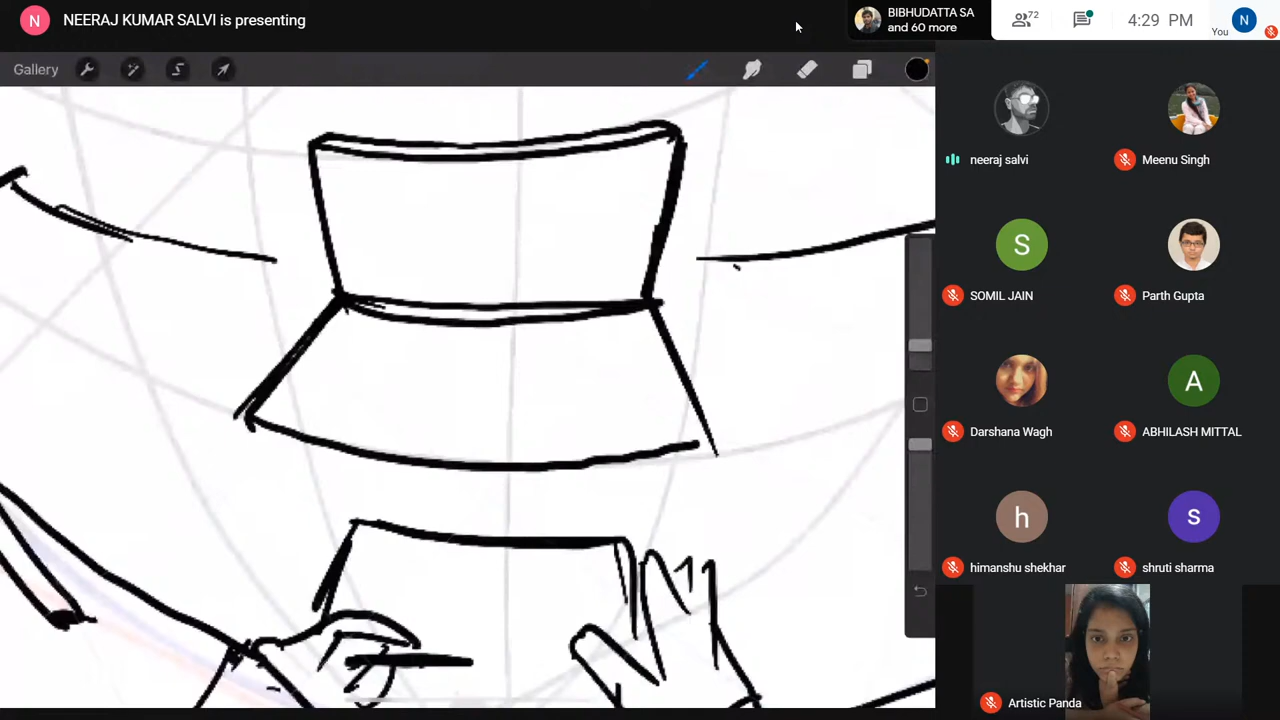 N
NEERAJ KUMAR SALVI is presenting
BIBHUDATTA SA
and 60 more
72
4:29 PM
N
You
Gallery
neeraj salvi
Meenu Singh
S
SOMIL JAIN
Parth Gupta
Darshana Wagh
A
ABHILASH MITTAL
h
himanshu shekhar
s
shruti sharma
Artistic Panda